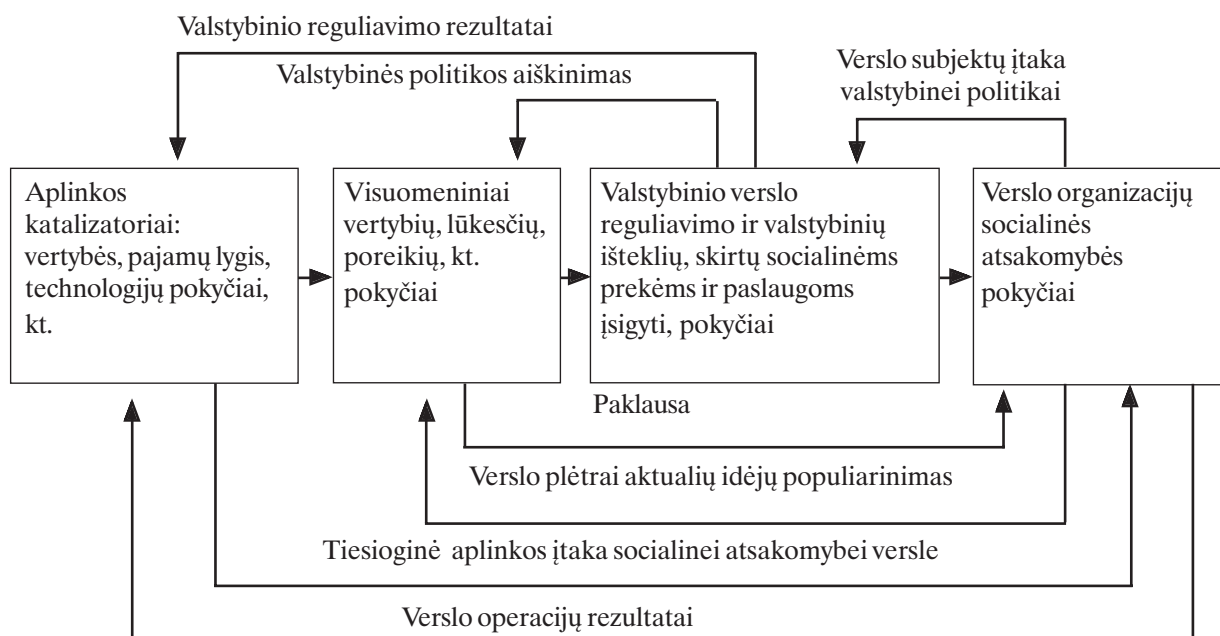 Valstybinio reguliavimo rezultatai
Valstybinės politikos aiškinimas
Verslo subjektų įtaka
valstybinei politikai
Aplinkos
katalizatoriai:
vertybės, pajamų lygis,
technologijų pokyčiai,
kt.
Visuomeniniai
vertybių, lūkesčių,
poreikių, kt.
pokyčiai
Valstybinio verslo
reguliavimo ir valstybinių
išteklių, skirtų socialinėms
prekėms ir paslaugoms
įsigyti, pokyčiai
Verslo organizacijų
socialinės
atsakomybės
pokyčiai
Paklausa
Verslo plėtrai aktualių idėjų populiarinimas
Tiesioginė aplinkos įtaka socialinei atsakomybei versle
Verslo operacijų rezultatai